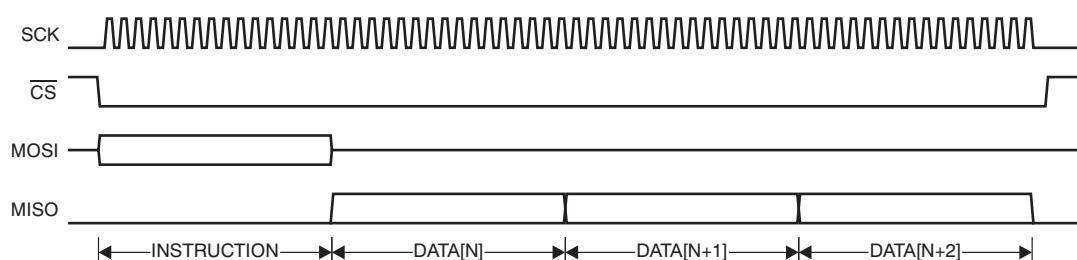 SCK
CS
MOSI
MISO
INSTRUCTION DATA[N] DATA[N+1] DATA[N+2]